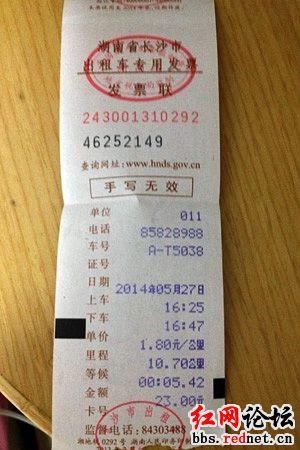 湖南省长沙市
出租车专用发票
发票联
243001310292
46252149
查询网址:www.hnds.gov.cn
手写无效
单位 011
电话 85828988
车号 A-T5038
证号
日期 2014年05月27日
上车 16:25
下车 16:47
单价 1.80元/公里
里程 10.70公里
等候 00:05.42
金额 23.00元
卡号
监督电话:84303488
红网论坛
bbs.rednet.cn